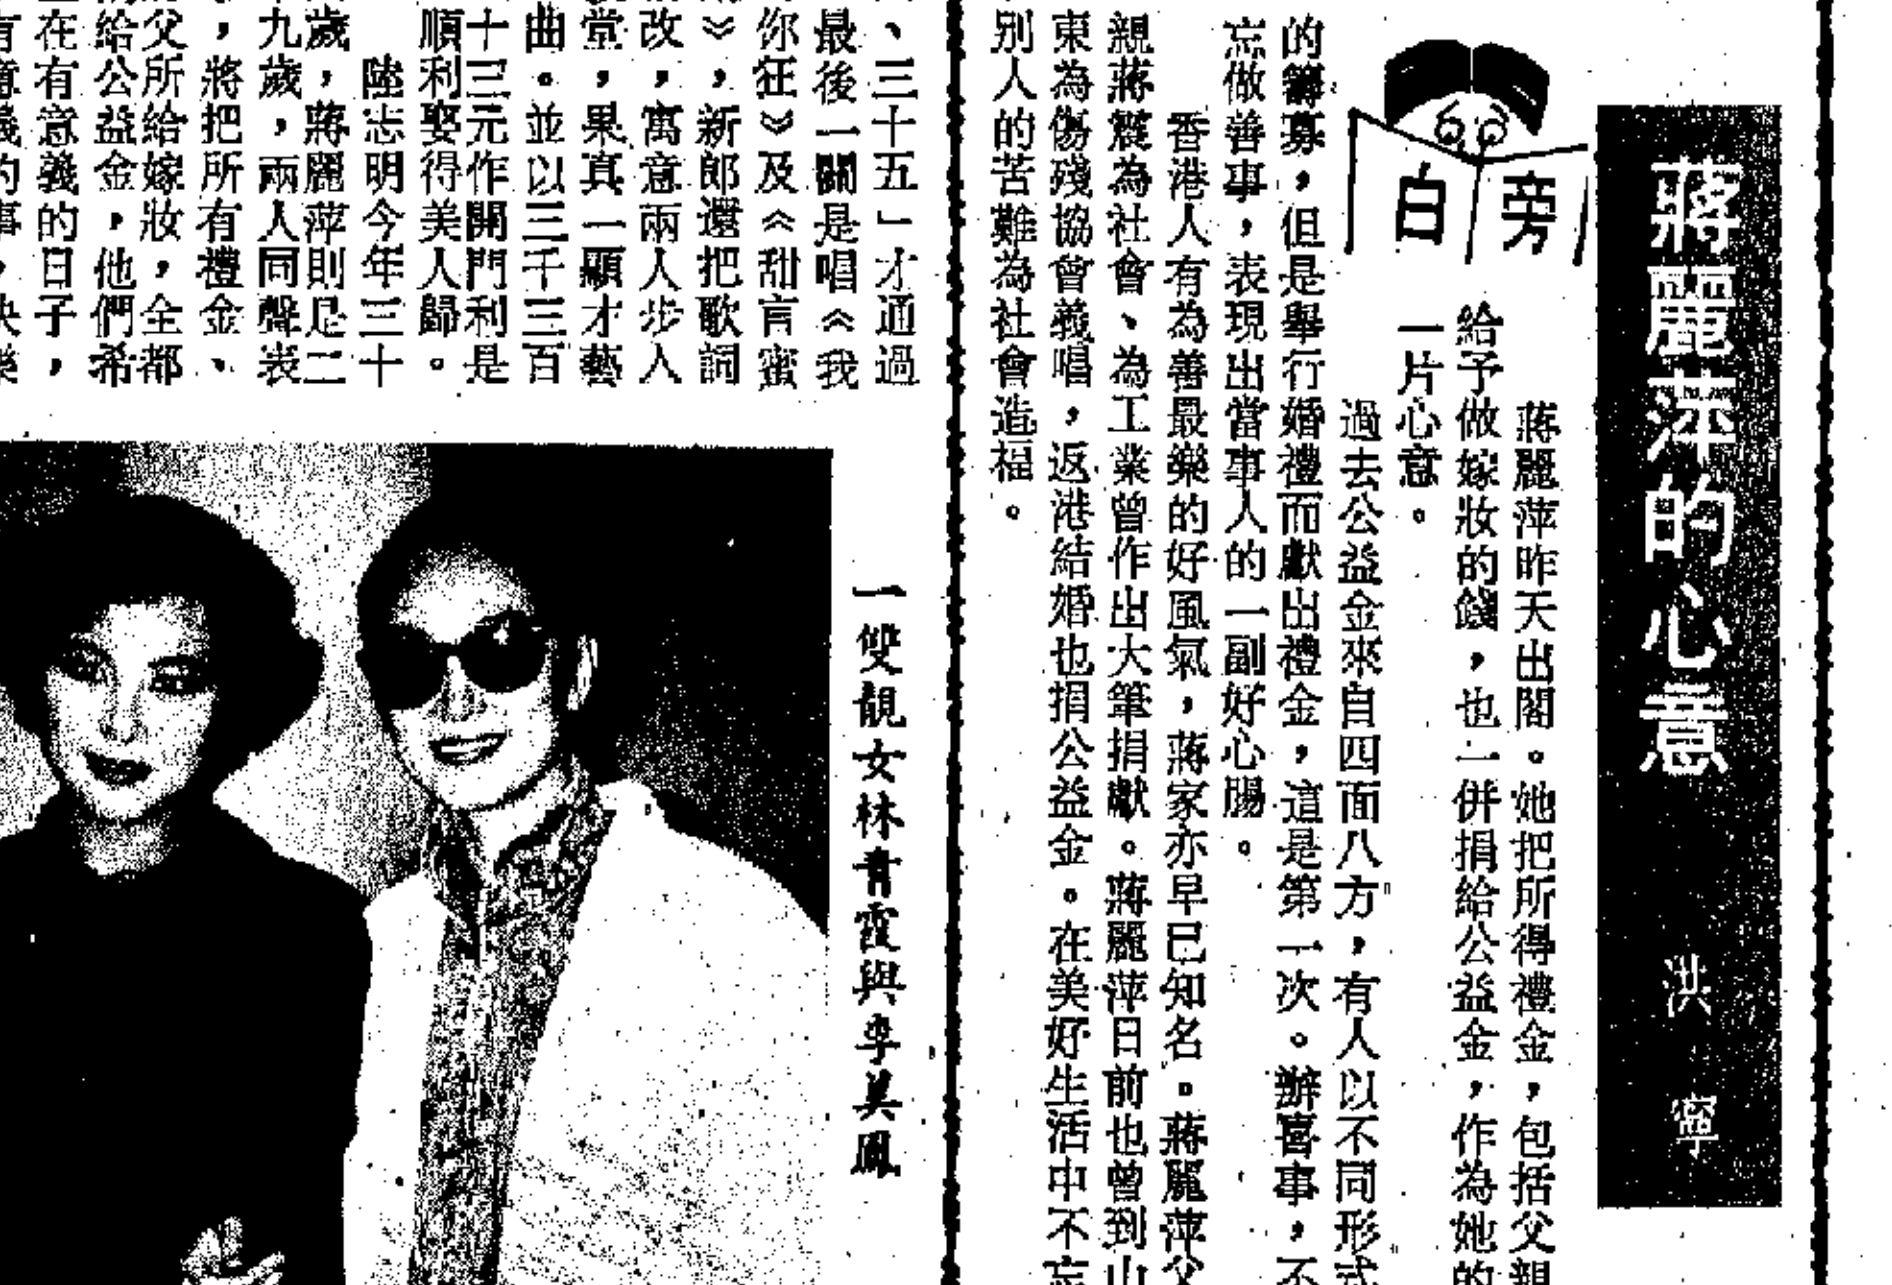 蔣麗萍的心意
洪寧
旁白
蔣麗萍昨天出閣。她把所得禮金，包括父親
給予做嫁妝的錢，也一併捐給公益金，作為她的
一片心意。
過去公益金來自四面八方，有人以不同形式
的籌募，但是舉行婚禮而獻出禮金，這是第一次。辦喜事，不
忘做善事，表現出當事人的一副好心腸。
香港人有為善最樂的好風氣，蔣家亦早已知名。蔣麗萍父
親蔣震為社會、為工業曾作出大筆捐獻。蔣麗萍日前也曾到山
東為傷殘協會義唱，返港結婚也捐公益金。在美好生活中不忘
別人的苦難為社會造福。
、三十五」才通過
最後一關是唱《我
你狂》及《甜言蜜
》，新郎還把歌詞
改，寓意兩人步入
堂，果真一顯才藝
曲。並以三千三百
十三元作開門利是
順利娶得美人歸。
陸志明今年三十
歲，蔣麗萍則是二
九歲，兩人同聲表
，將把所有禮金、
父所給嫁妝，全都
給公益金，他們希
在有意義的日子，
有意義的事，快樂
一雙靚女林青霞與李美鳳